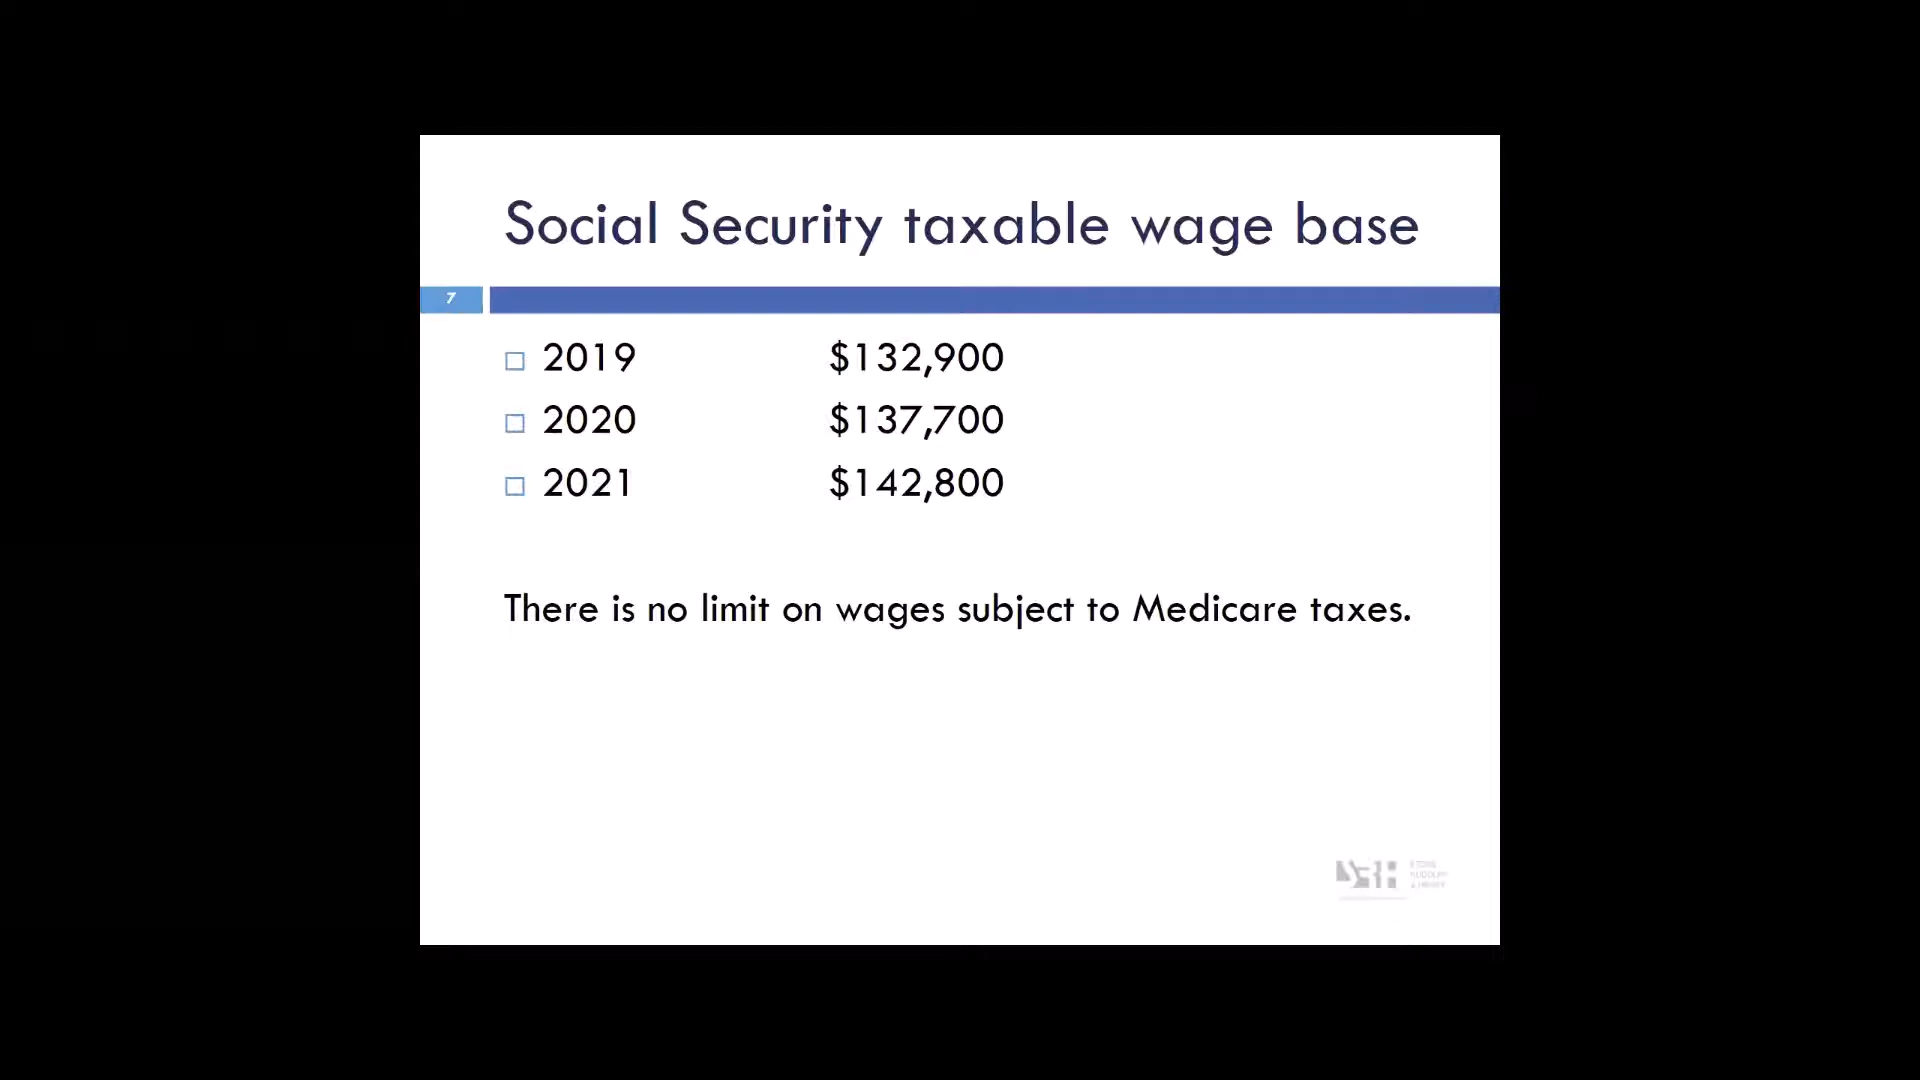 Social Security taxable wage base
7
2019 $132,900
2020 $137,700
2021 $142,800
There is no limit on wages subject to Medicare taxes.